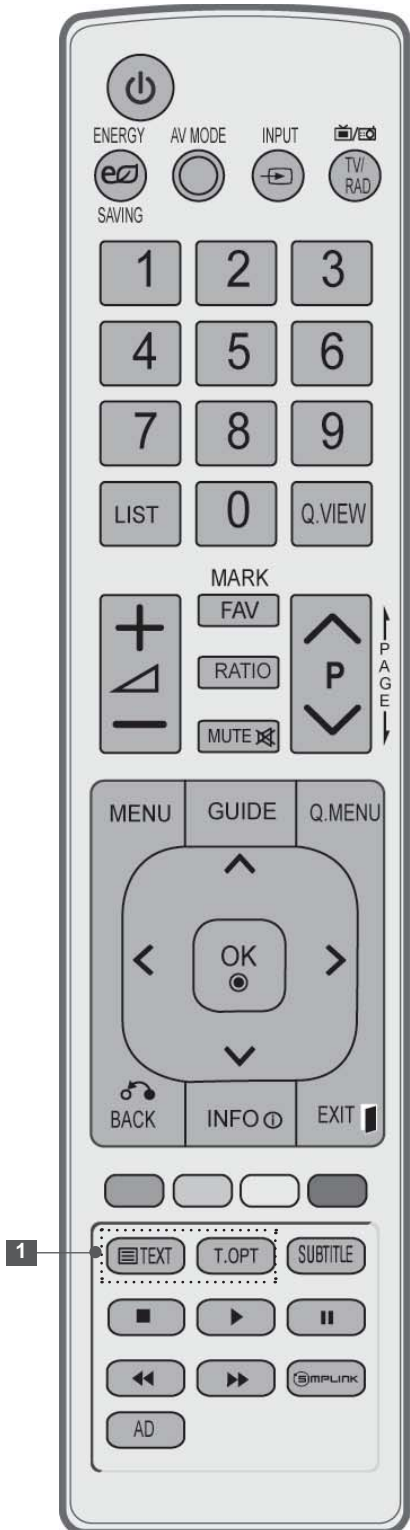 ENERGY AV MODE INPUT
TV/
RAD
SAVING
1 2 3
4 5 6
7 8 9
LIST 0 Q.VIEW
MARK
FAV
RATIO
P
PAGE
MUTE
MENU GUIDE Q.MENU
OK
BACK INFO EXIT
1 TEXT T.OPT SUBTITLE
SIMPLINK
AD